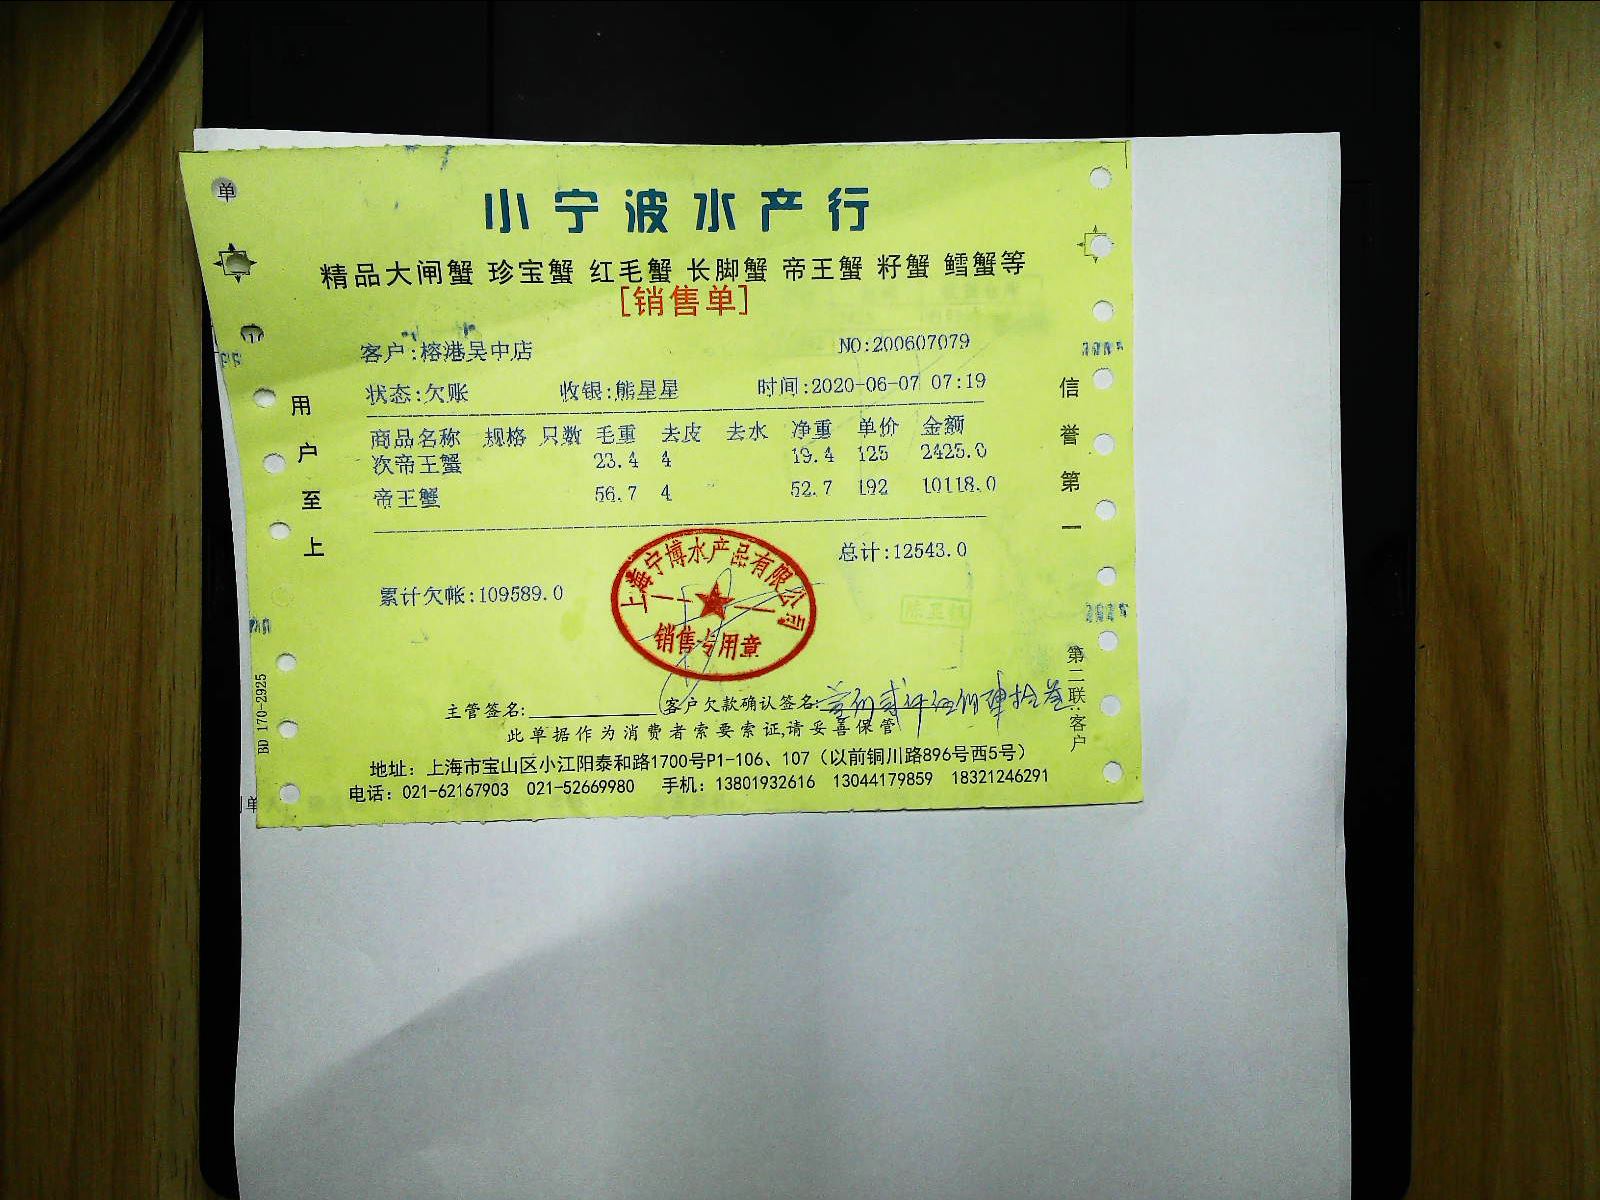 单
小宁波水产行
精品大闸蟹 珍宝蟹 红毛蟹 长脚蟹 帝王蟹 籽蟹 鳕蟹等
[销售单]
客户:榕港吴中店 NO:200607079
状态:欠账 收银:熊星星 时间:2020-06-07 07:19
商品名称 规格 只数 毛重 去皮 去水 净重 单价 金额
次帝王蟹 23.4 4 19.4 125 2425.0
帝王蟹 56.7 4 52.7 192 10118.0
总计:12543.0
累计欠帐:109589.0
上海宁博水产品有限公司
销售专用章
用户至上
信誉第一
第二联:客户
BD 170-2925
主管签名: 客户欠款确认签名:壹万贰仟伍佰肆拾叁
此单据作为消费者索要索证,请妥善保管
地址：上海市宝山区小江阳泰和路1700号P1-106、107（以前铜川路896号西5号）
电话：021-62167903 021-52669980 手机：13801932616 13044179859 18321246291